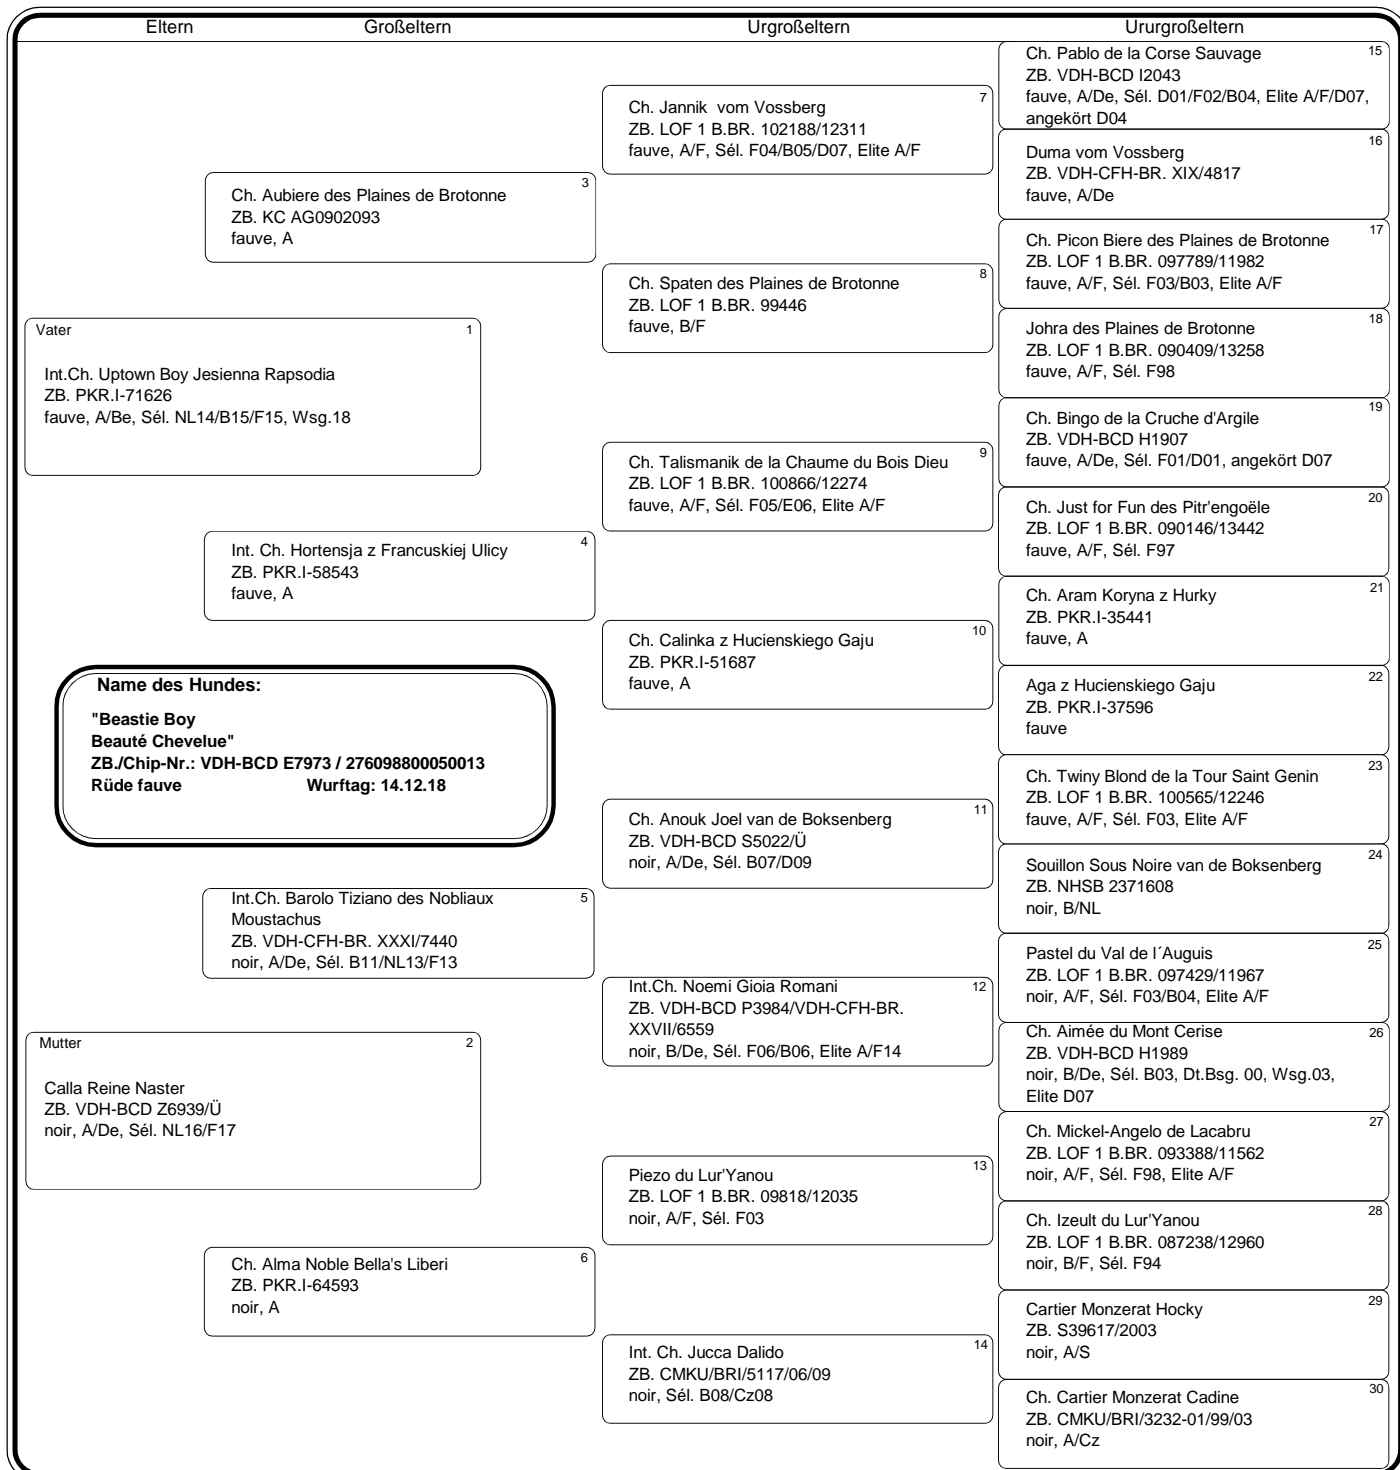 Eltern Großeltern Urgroßeltern Ururgroßeltern
Vater 1
Int.Ch. Uptown Boy Jesienna Rapsodia
ZB. PKR.I-71626
fauve, A/Be, Sél. NL14/B15/F15, Wsg.18
Name des Hundes:
"Beastie Boy
Beauté Chevelue"
ZB./Chip-Nr.: VDH-BCD E7973 / 276098800050013
Rüde fauve Wurftag: 14.12.18
Mutter 2
Calla Reine Naster
ZB. VDH-BCD Z6939/Ü
noir, A/De, Sél. NL16/F17
3
Ch. Aubiere des Plaines de Brotonne
ZB. KC AG0902093
fauve, A
4
Int. Ch. Hortensja z Francuskiej Ulicy
ZB. PKR.I-58543
fauve, A
5
Int.Ch. Barolo Tiziano des Nobliaux
Moustachus
ZB. VDH-CFH-BR. XXXI/7440
noir, A/De, Sél. B11/NL13/F13
6
Ch. Alma Noble Bella's Liberi
ZB. PKR.I-64593
noir, A
7
Ch. Jannik vom Vossberg
ZB. LOF 1 B.BR. 102188/12311
fauve, A/F, Sél. F04/B05/D07, Elite A/F
8
Ch. Spaten des Plaines de Brotonne
ZB. LOF 1 B.BR. 99446
fauve, B/F
9
Ch. Talismanik de la Chaume du Bois Dieu
ZB. LOF 1 B.BR. 100866/12274
fauve, A/F, Sél. F05/E06, Elite A/F
10
Ch. Calinka z Hucienskiego Gaju
ZB. PKR.I-51687
fauve, A
11
Ch. Anouk Joel van de Boksenberg
ZB. VDH-BCD S5022/Ü
noir, A/De, Sél. B07/D09
12
Int.Ch. Noemi Gioia Romani
ZB. VDH-BCD P3984/VDH-CFH-BR.
XXVII/6559
noir, B/De, Sél. F06/B06, Elite A/F14
13
Piezo du Lur'Yanou
ZB. LOF 1 B.BR. 09818/12035
noir, A/F, Sél. F03
14
Int. Ch. Jucca Dalido
ZB. CMKU/BRI/5117/06/09
noir, Sél. B08/Cz08
15
Ch. Pablo de la Corse Sauvage
ZB. VDH-BCD I2043
fauve, A/De, Sél. D01/F02/B04, Elite A/F/D07,
angekört D04
16
Duma vom Vossberg
ZB. VDH-CFH-BR. XIX/4817
fauve, A/De
17
Ch. Picon Biere des Plaines de Brotonne
ZB. LOF 1 B.BR. 097789/11982
fauve, A/F, Sél. F03/B03, Elite A/F
18
Johra des Plaines de Brotonne
ZB. LOF 1 B.BR. 090409/13258
fauve, A/F, Sél. F98
19
Ch. Bingo de la Cruche d'Argile
ZB. VDH-BCD H1907
fauve, A/De, Sél. F01/D01, angekört D07
20
Ch. Just for Fun des Pitr'engoële
ZB. LOF 1 B.BR. 090146/13442
fauve, A/F, Sél. F97
21
Ch. Aram Koryna z Hurky
ZB. PKR.I-35441
fauve, A
22
Aga z Hucienskiego Gaju
ZB. PKR.I-37596
fauve
23
Ch. Twiny Blond de la Tour Saint Genin
ZB. LOF 1 B.BR. 100565/12246
fauve, A/F, Sél. F03, Elite A/F
24
Souillon Sous Noire van de Boksenberg
ZB. NHSB 2371608
noir, B/NL
25
Pastel du Val de l´Auguis
ZB. LOF 1 B.BR. 097429/11967
noir, A/F, Sél. F03/B04, Elite A/F
26
Ch. Aimée du Mont Cerise
ZB. VDH-BCD H1989
noir, B/De, Sél. B03, Dt.Bsg. 00, Wsg.03,
Elite D07
27
Ch. Mickel-Angelo de Lacabru
ZB. LOF 1 B.BR. 093388/11562
noir, A/F, Sél. F98, Elite A/F
28
Ch. Izeult du Lur'Yanou
ZB. LOF 1 B.BR. 087238/12960
noir, B/F, Sél. F94
29
Cartier Monzerat Hocky
ZB. S39617/2003
noir, A/S
30
Ch. Cartier Monzerat Cadine
ZB. CMKU/BRI/3232-01/99/03
noir, A/Cz